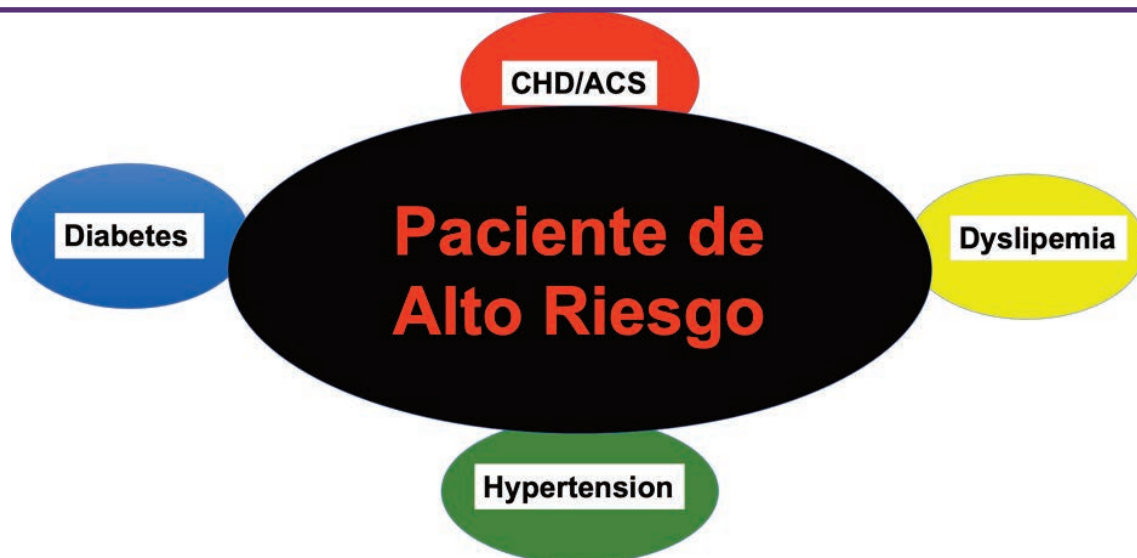 CHD/ACS
Diabetes
Paciente de
Alto Riesgo
Dyslipemia
Hypertension